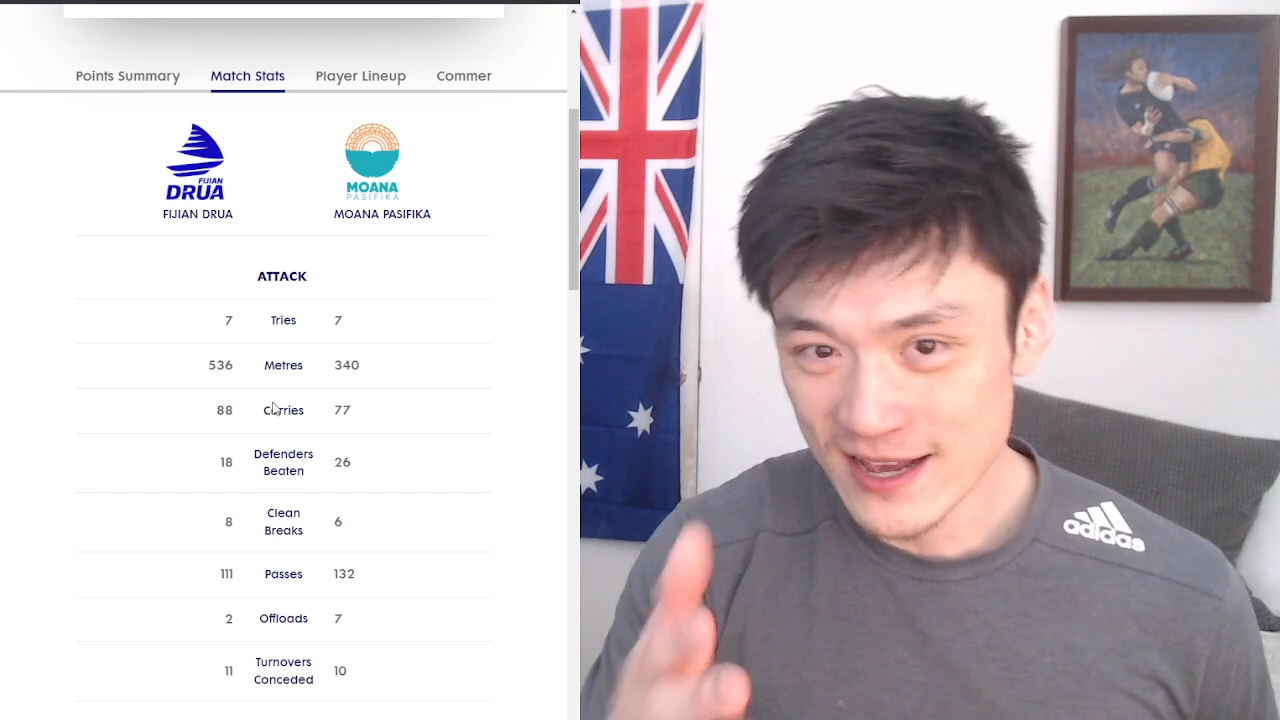 Points Summary Match Stats Player Lineup Commer
FIJIAN
DRUA
MOANA
PASIFIKA
FIJIAN DRUA MOANA PASIFIKA
ATTACK
7 Tries 7
536 Metres 340
88 Carries 77
18 Defenders Beaten 26
8 Clean Breaks 6
111 Passes 132
2 Offloads 7
11 Turnovers Conceded 10
adidas